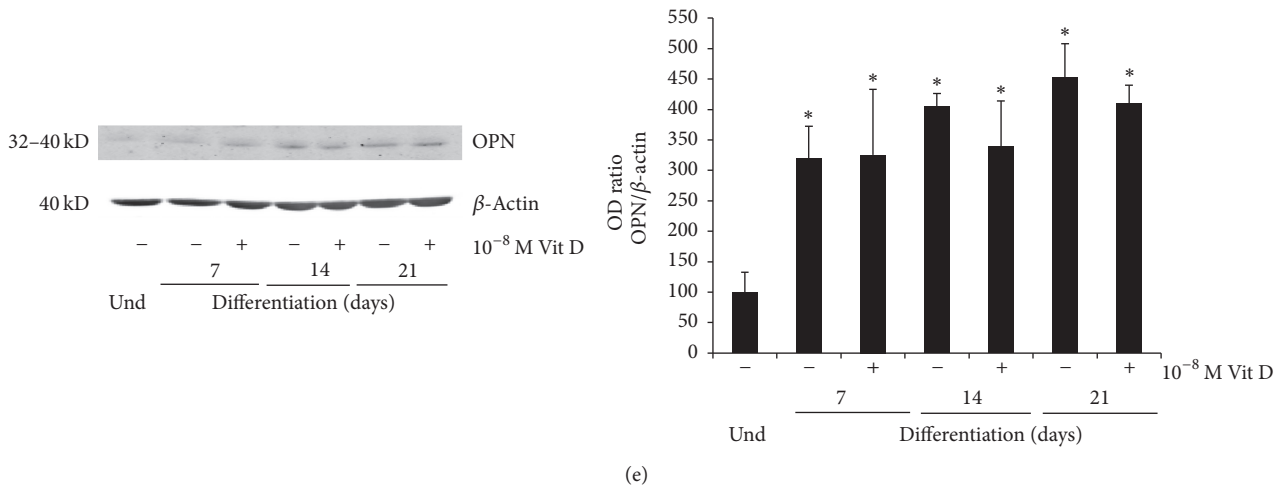 32–40 kD OPN
40 kD β-Actin
− − + − + − + 10⁻⁸ M Vit D
7 14 21
Und Differentiation (days)
OD ratio
OPN/β-actin
550
500
450
400
350
300
250
200
150
100
50
0
* * * * * *
− − + − + − + 10⁻⁸ M Vit D
7 14 21
Und Differentiation (days)
(e)